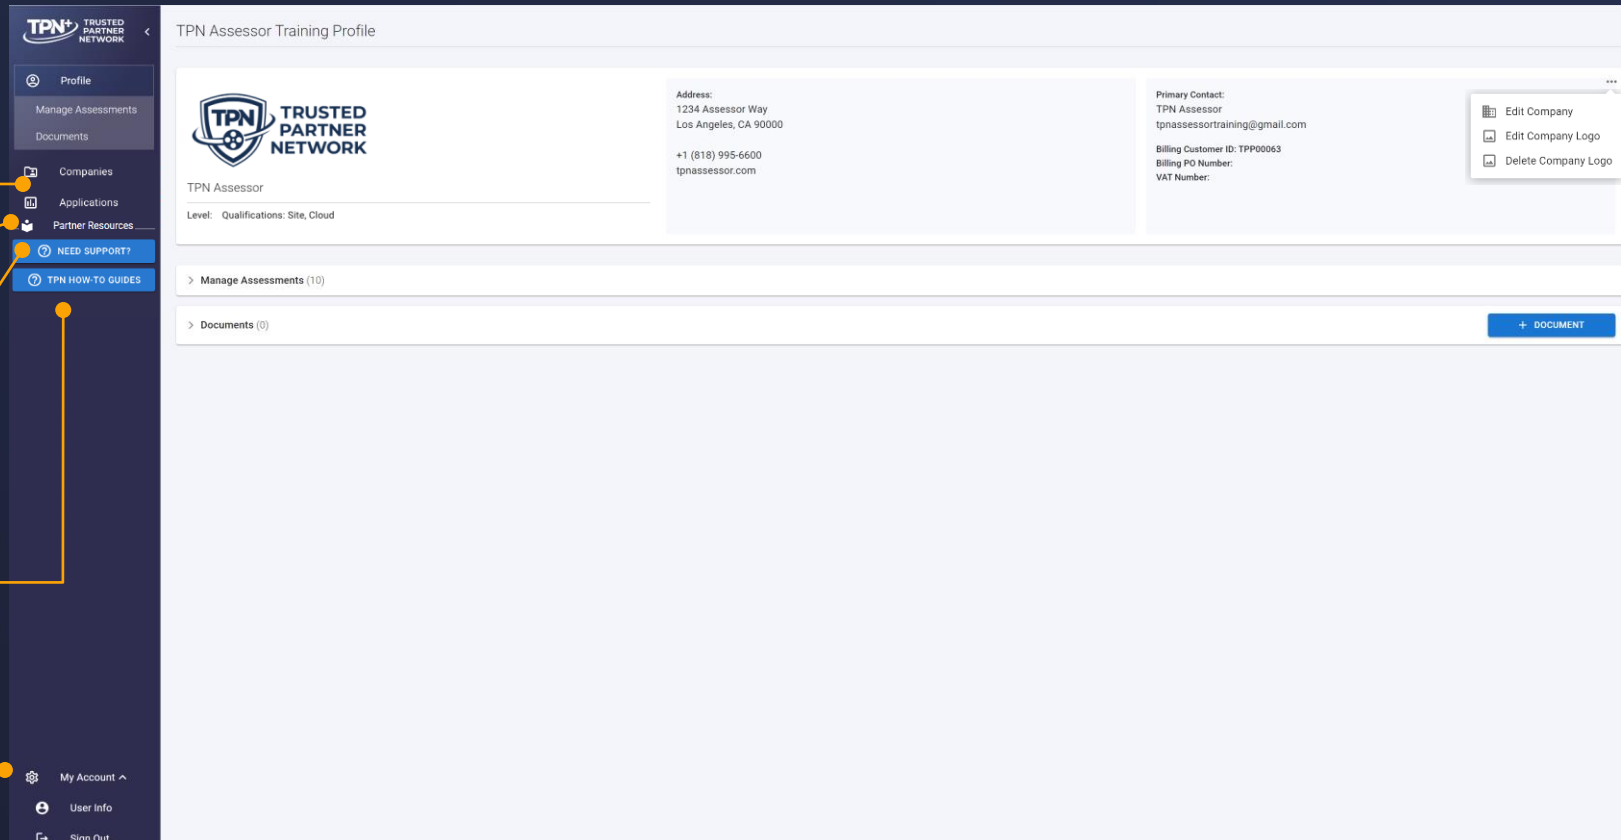 TPN+ TRUSTED
PARTNER
NETWORK
Profile
Manage Assessments
Documents
Companies
Applications
Partner Resources
NEED SUPPORT?
TPN HOW-TO GUIDES
My Account
User Info
Sign Out
TPN Assessor Training Profile
TPN TRUSTED
PARTNER
NETWORK
TPN Assessor
Level: Qualifications: Site, Cloud
Address:
1234 Assessor Way
Los Angeles, CA 90000
+1 (818) 995-6600
tpnassessor.com
Primary Contact:
TPN Assessor
tpnassessortraining@gmail.com
Billing Customer ID: TPP00063
Billing PO Number:
VAT Number:
Edit Company
Edit Company Logo
Delete Company Logo
Manage Assessments (10)
Documents (0)
+ DOCUMENT